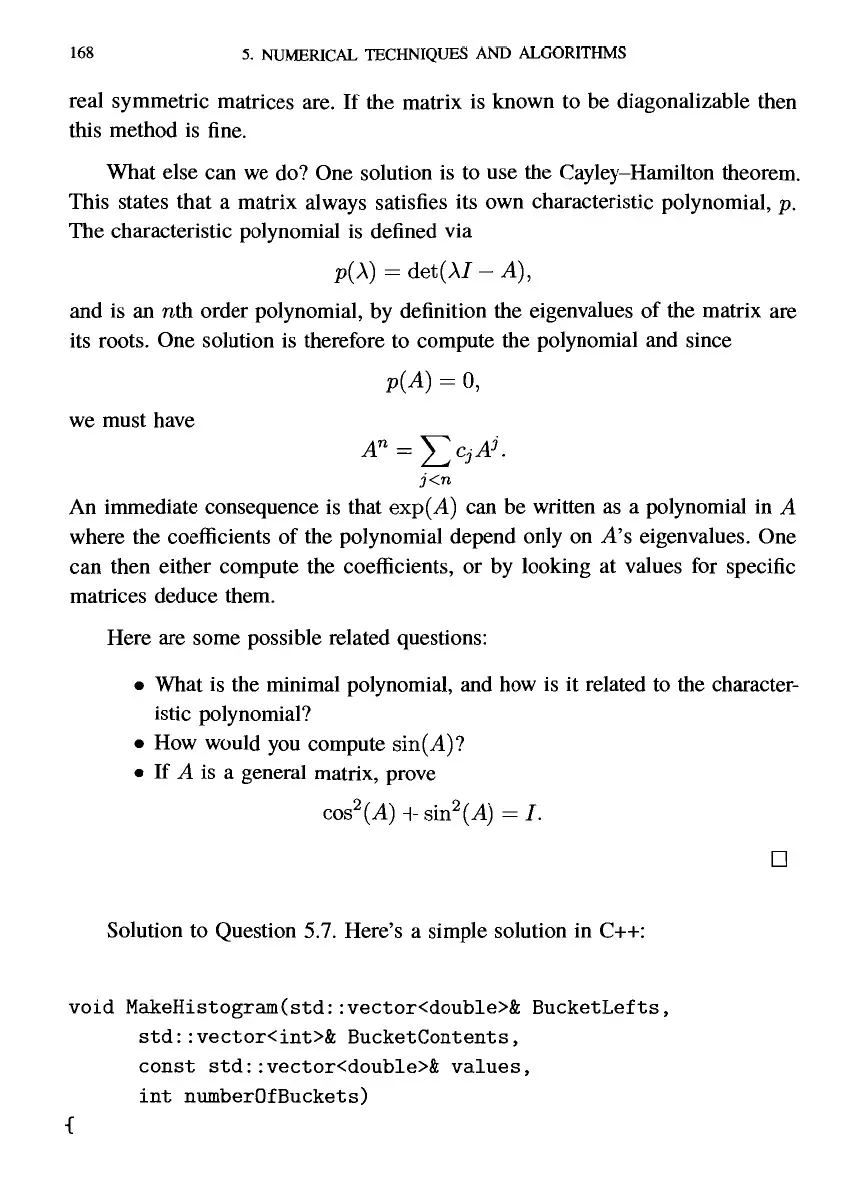 168 5. NUMERICAL TECHNIQUES AND ALGORITHMS
real symmetric matrices are. If the matrix is known to be diagonalizable then
this method is fine.
What else can we do? One solution is to use the Cayley–Hamilton theorem.
This states that a matrix always satisfies its own characteristic polynomial, p.
The characteristic polynomial is defined via
p(λ) = det(λI − A),
and is an nth order polynomial, by definition the eigenvalues of the matrix are
its roots. One solution is therefore to compute the polynomial and since
p(A) = 0,
we must have
Aⁿ = ∑ cⱼAʲ.
j<n
An immediate consequence is that exp(A) can be written as a polynomial in A
where the coefficients of the polynomial depend only on A's eigenvalues. One
can then either compute the coefficients, or by looking at values for specific
matrices deduce them.
Here are some possible related questions:
• What is the minimal polynomial, and how is it related to the character-
istic polynomial?
• How would you compute sin(A)?
• If A is a general matrix, prove
cos²(A) + sin²(A) = I.
□
Solution to Question 5.7. Here's a simple solution in C++:
void MakeHistogram(std::vector<double>& BucketLefts,
std::vector<int>& BucketContents,
const std::vector<double>& values,
int numberOfBuckets)
{